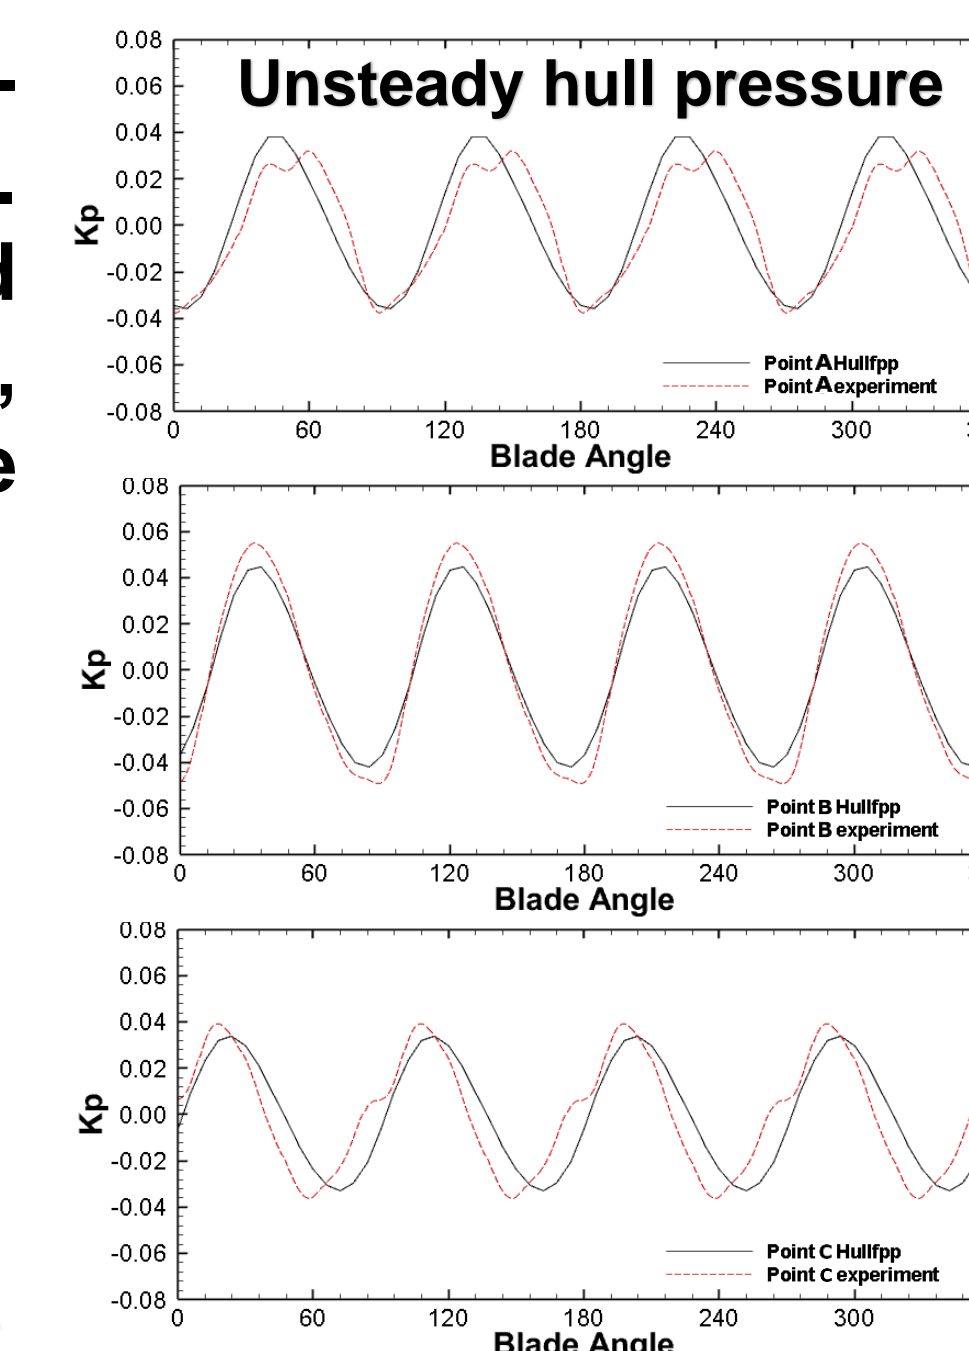 Unsteady hull pressure
0.08
0.06
0.04
0.02
0.00
-0.02
-0.04
-0.06
-0.08
Kp
Point A Hullfpp
Point A experiment
0 60 120 180 240 300
Blade Angle
0.08
0.06
0.04
0.02
0.00
-0.02
-0.04
-0.06
-0.08
Kp
Point B Hullfpp
Point B experiment
0 60 120 180 240 300
Blade Angle
0.08
0.06
0.04
0.02
0.00
-0.02
-0.04
-0.06
-0.08
Kp
Point C Hullfpp
Point C experiment
0 60 120 180 240 300
Blade Angle